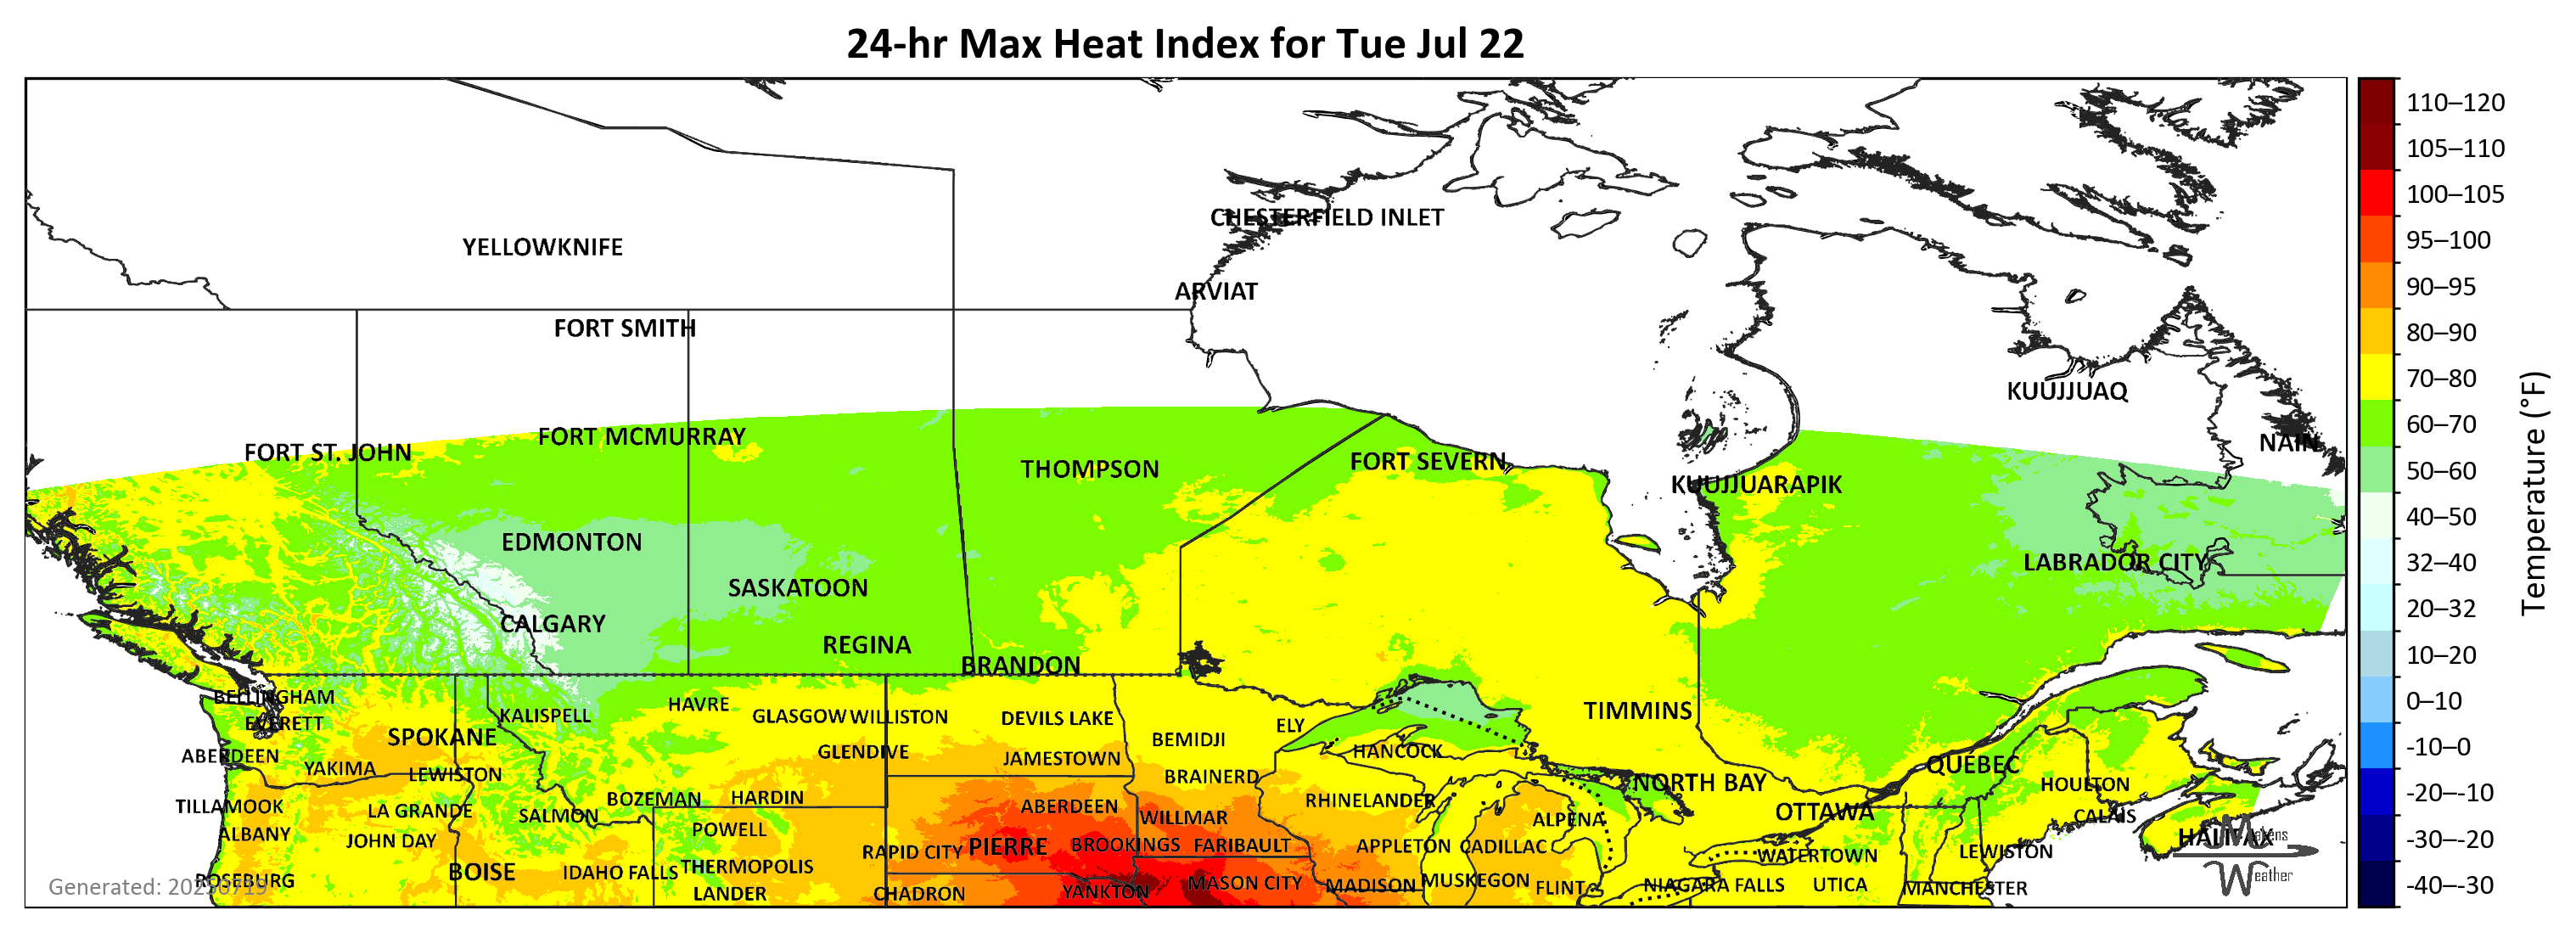 24-hr Max Heat Index for Tue Jul 22
110–120
105–110
CHESTERFIELD INLET
100–105
YELLOWKNIFE
95–100
ARVIAT
90–95
FORT SMITH
80–90
KUUJJUAQ
70–80
FORT MCMURRAY
60–70
NAIN
FORT ST. JOHN
FORT SEVERN
THOMPSON
50–60
KUUJJUARAPIK
40–50
EDMONTON
LABRADOR CITY
32–40
SASKATOON
20–32
CALGARY
REGINA
10–20
BRANDON
Temperature (°F)
BELLINGHAM
HAVRE
0–10
TIMMINS
KALISPELL
GLASGOW
WILLISTON
DEVILS LAKE
EVERETT
ELY
SPOKANE
BEMIDJI
-10–0
ABERDEEN
GLENDIVE
JAMESTOWN
HANCOCK
QUÉBEC
YAKIMA
LEWISTON
BRAINERD
NORTH BAY
HOULTON
-20–-10
TILLAMOOK
LA GRANDE
SALMON
BOZEMAN
HARDIN
ABERDEEN
RHINELANDER
OTTAWA
CALAIS
ALBANY
JOHN DAY
POWELL
WILLMAR
ALPENA
HALIFAX
-30–-20
RAPID CITY
PIERRE
BROOKINGS
FARIBAULT
APPLETON
CADILLAC
WATERTOWN
LEWISTON
BOISE
IDAHO FALLS
THERMOPOLIS
ROSEBURG
Generated: 20250719
LANDER
CHADRON
YANKTON
MASON CITY
MADISON
MUSKEGON
FLINT
NIAGARA FALLS
UTICA
MANCHESTER
Weather
-40–-30